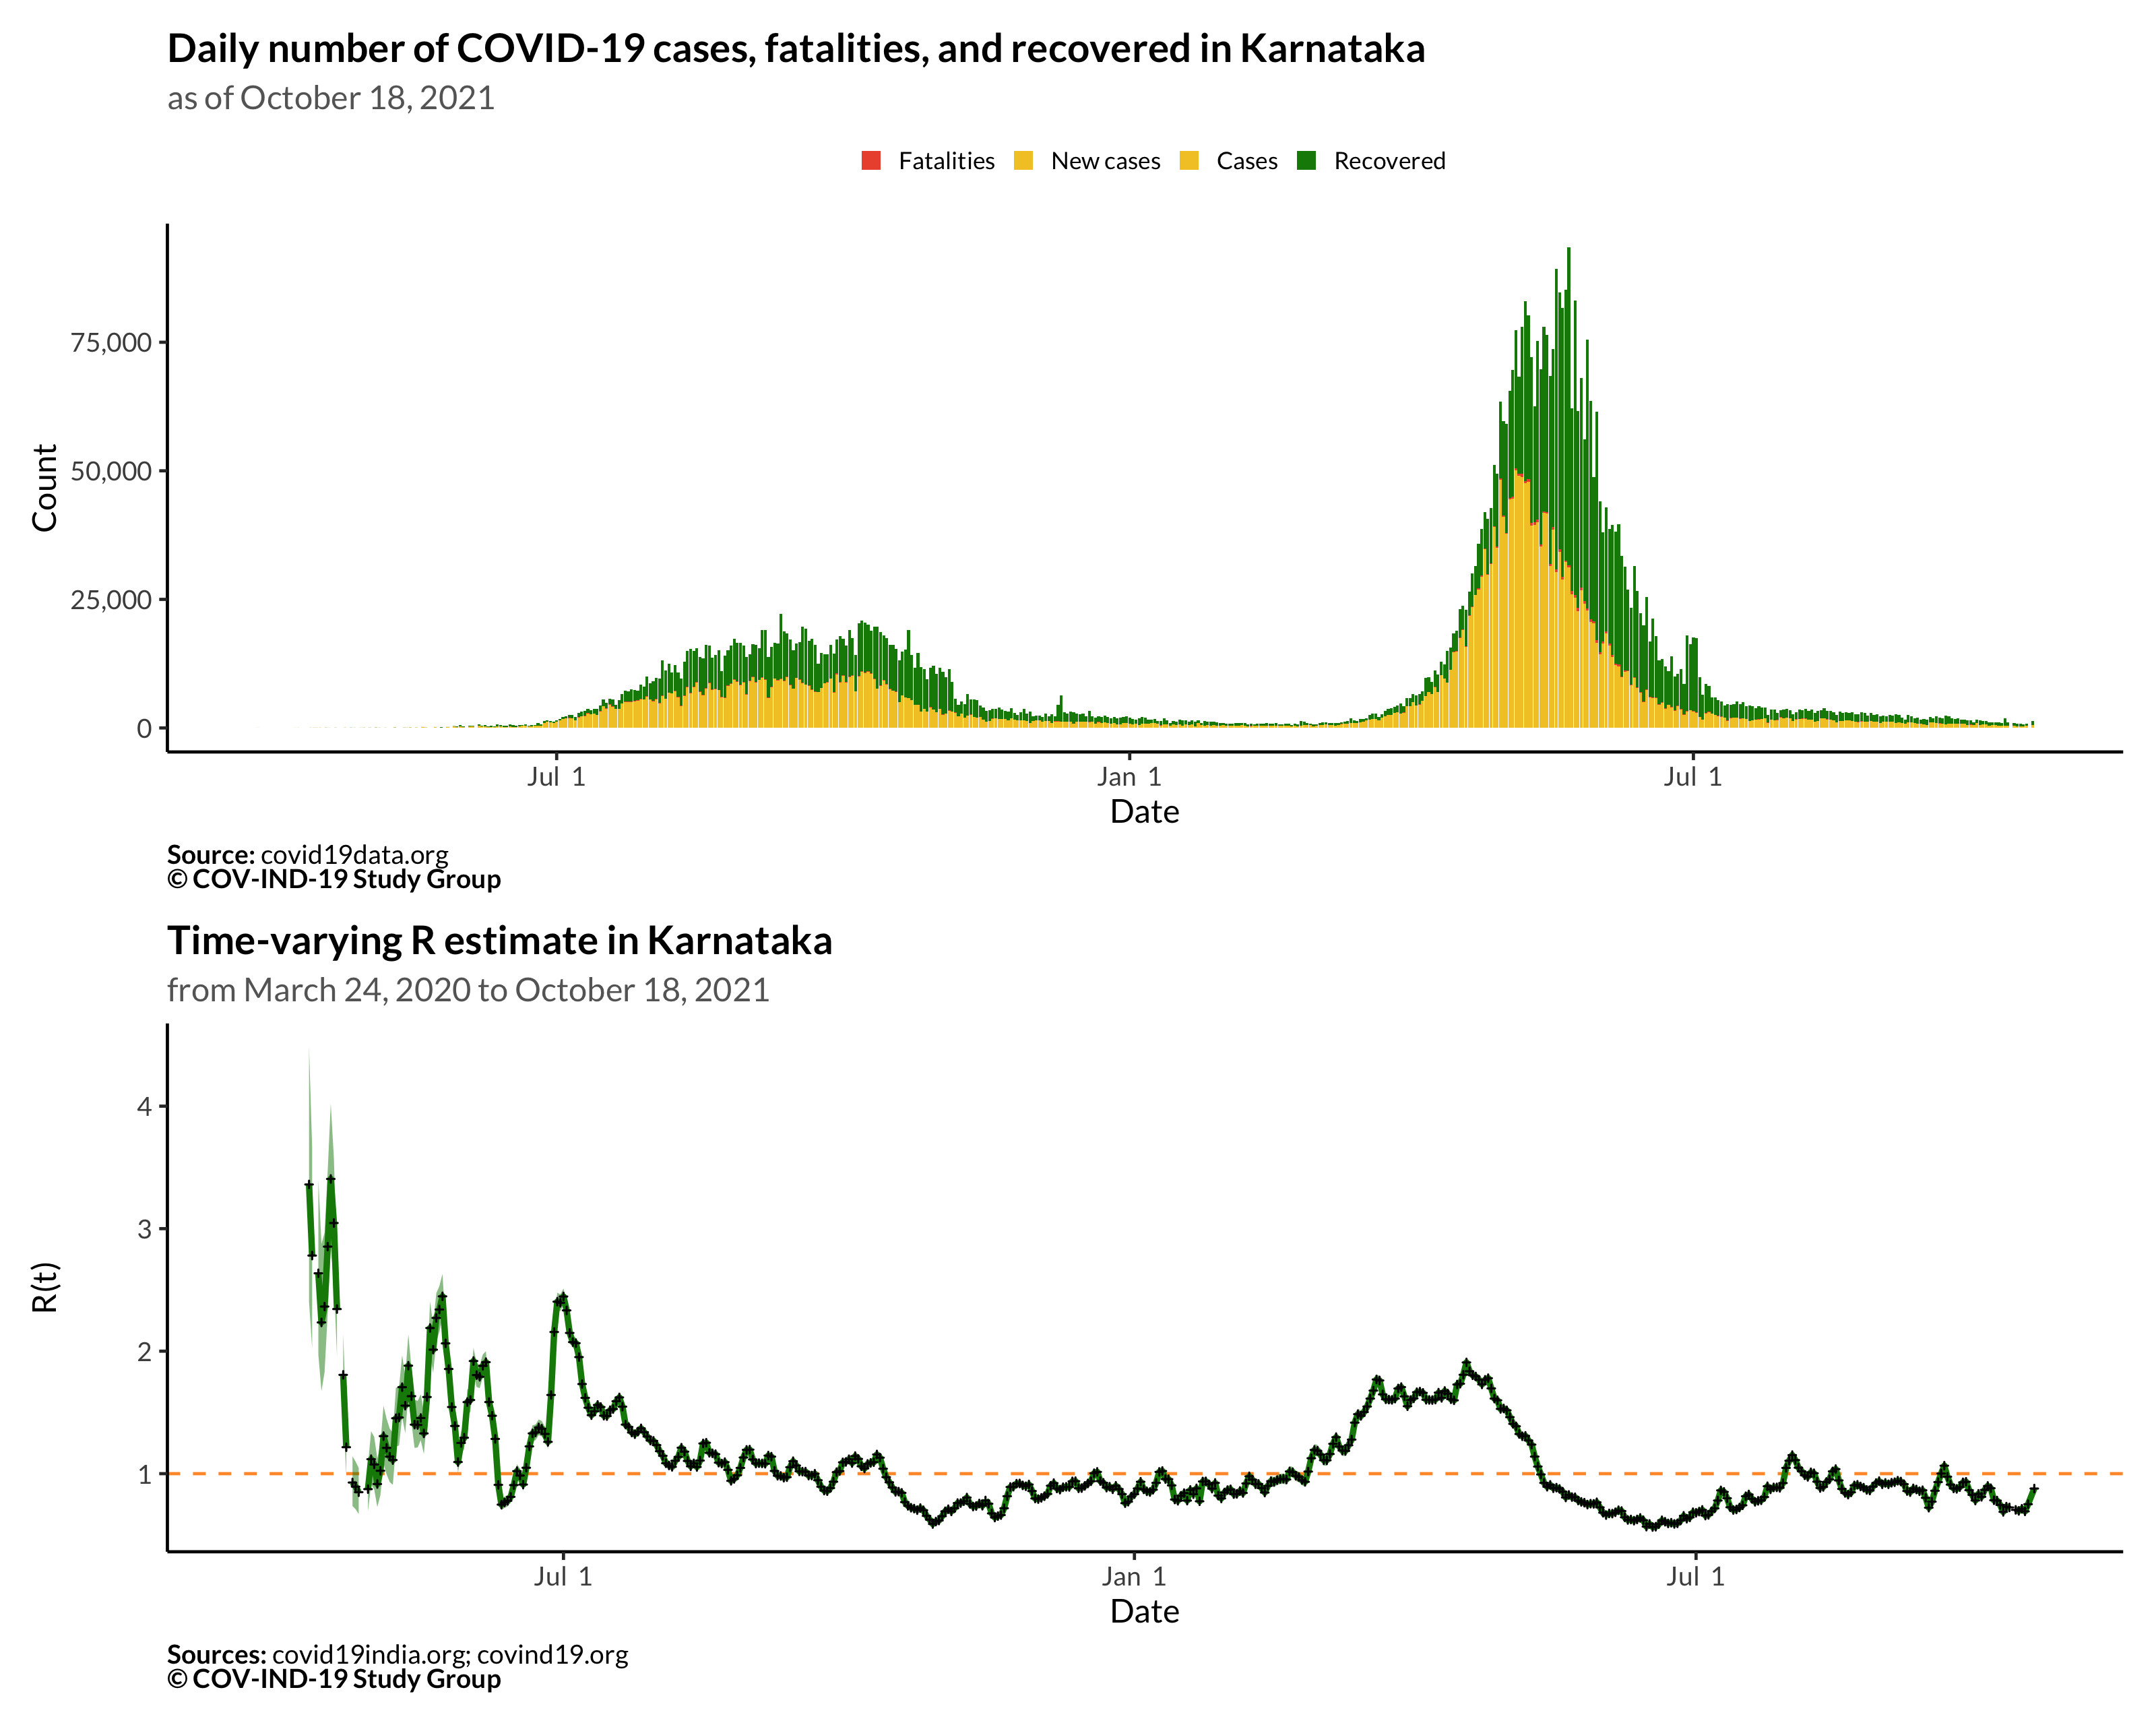 Daily number of COVID-19 cases, fatalities, and recovered in Karnataka
as of October 18, 2021
Fatalities New cases Cases Recovered
Count
75,000
50,000
25,000
0
Jul 1 Jan 1 Jul 1
Date
Source: covid19data.org
© COV-IND-19 Study Group
Time-varying R estimate in Karnataka
from March 24, 2020 to October 18, 2021
R(t)
4
3
2
1
Jul 1 Jan 1 Jul 1
Date
Sources: covid19india.org; covind19.org
© COV-IND-19 Study Group